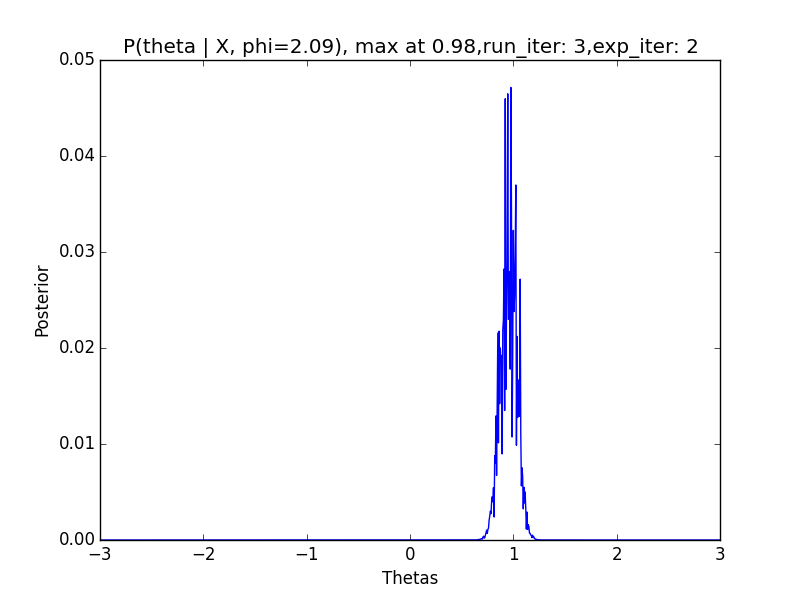 P(theta | X, phi=2.09), max at 0.98,run_iter: 3,exp_iter: 2
0.05
0.04
0.03
0.02
0.01
0.00
Posterior
−3 −2 −1 0 1 2 3
Thetas